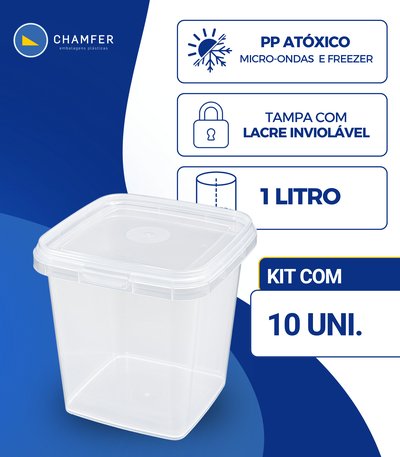 CHAMFER
embalagens plásticas
PP ATÓXICO
MICRO-ONDAS E FREEZER
TAMPA COM
LACRE INVIOLÁVEL
1 LITRO
KIT COM
10 UNI.